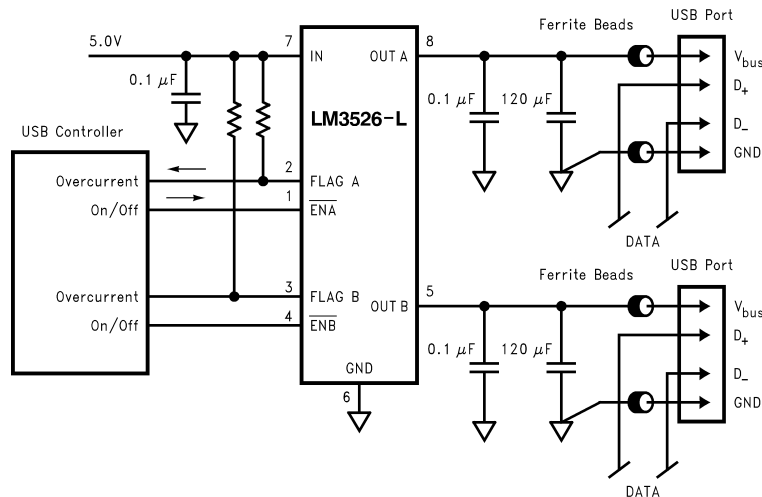 Ferrite Beads
USB Port
5.0V
7
IN
OUT A
8
V_bus
0.1 µF
0.1 µF
120 µF
D+
LM3526-L
D−
USB Controller
GND
2
Overcurrent
FLAG A
1
On/Off
ENA
DATA
Ferrite Beads
USB Port
3
Overcurrent
FLAG B
OUT B
5
V_bus
4
On/Off
ENB
D+
0.1 µF
120 µF
GND
D−
6
GND
DATA